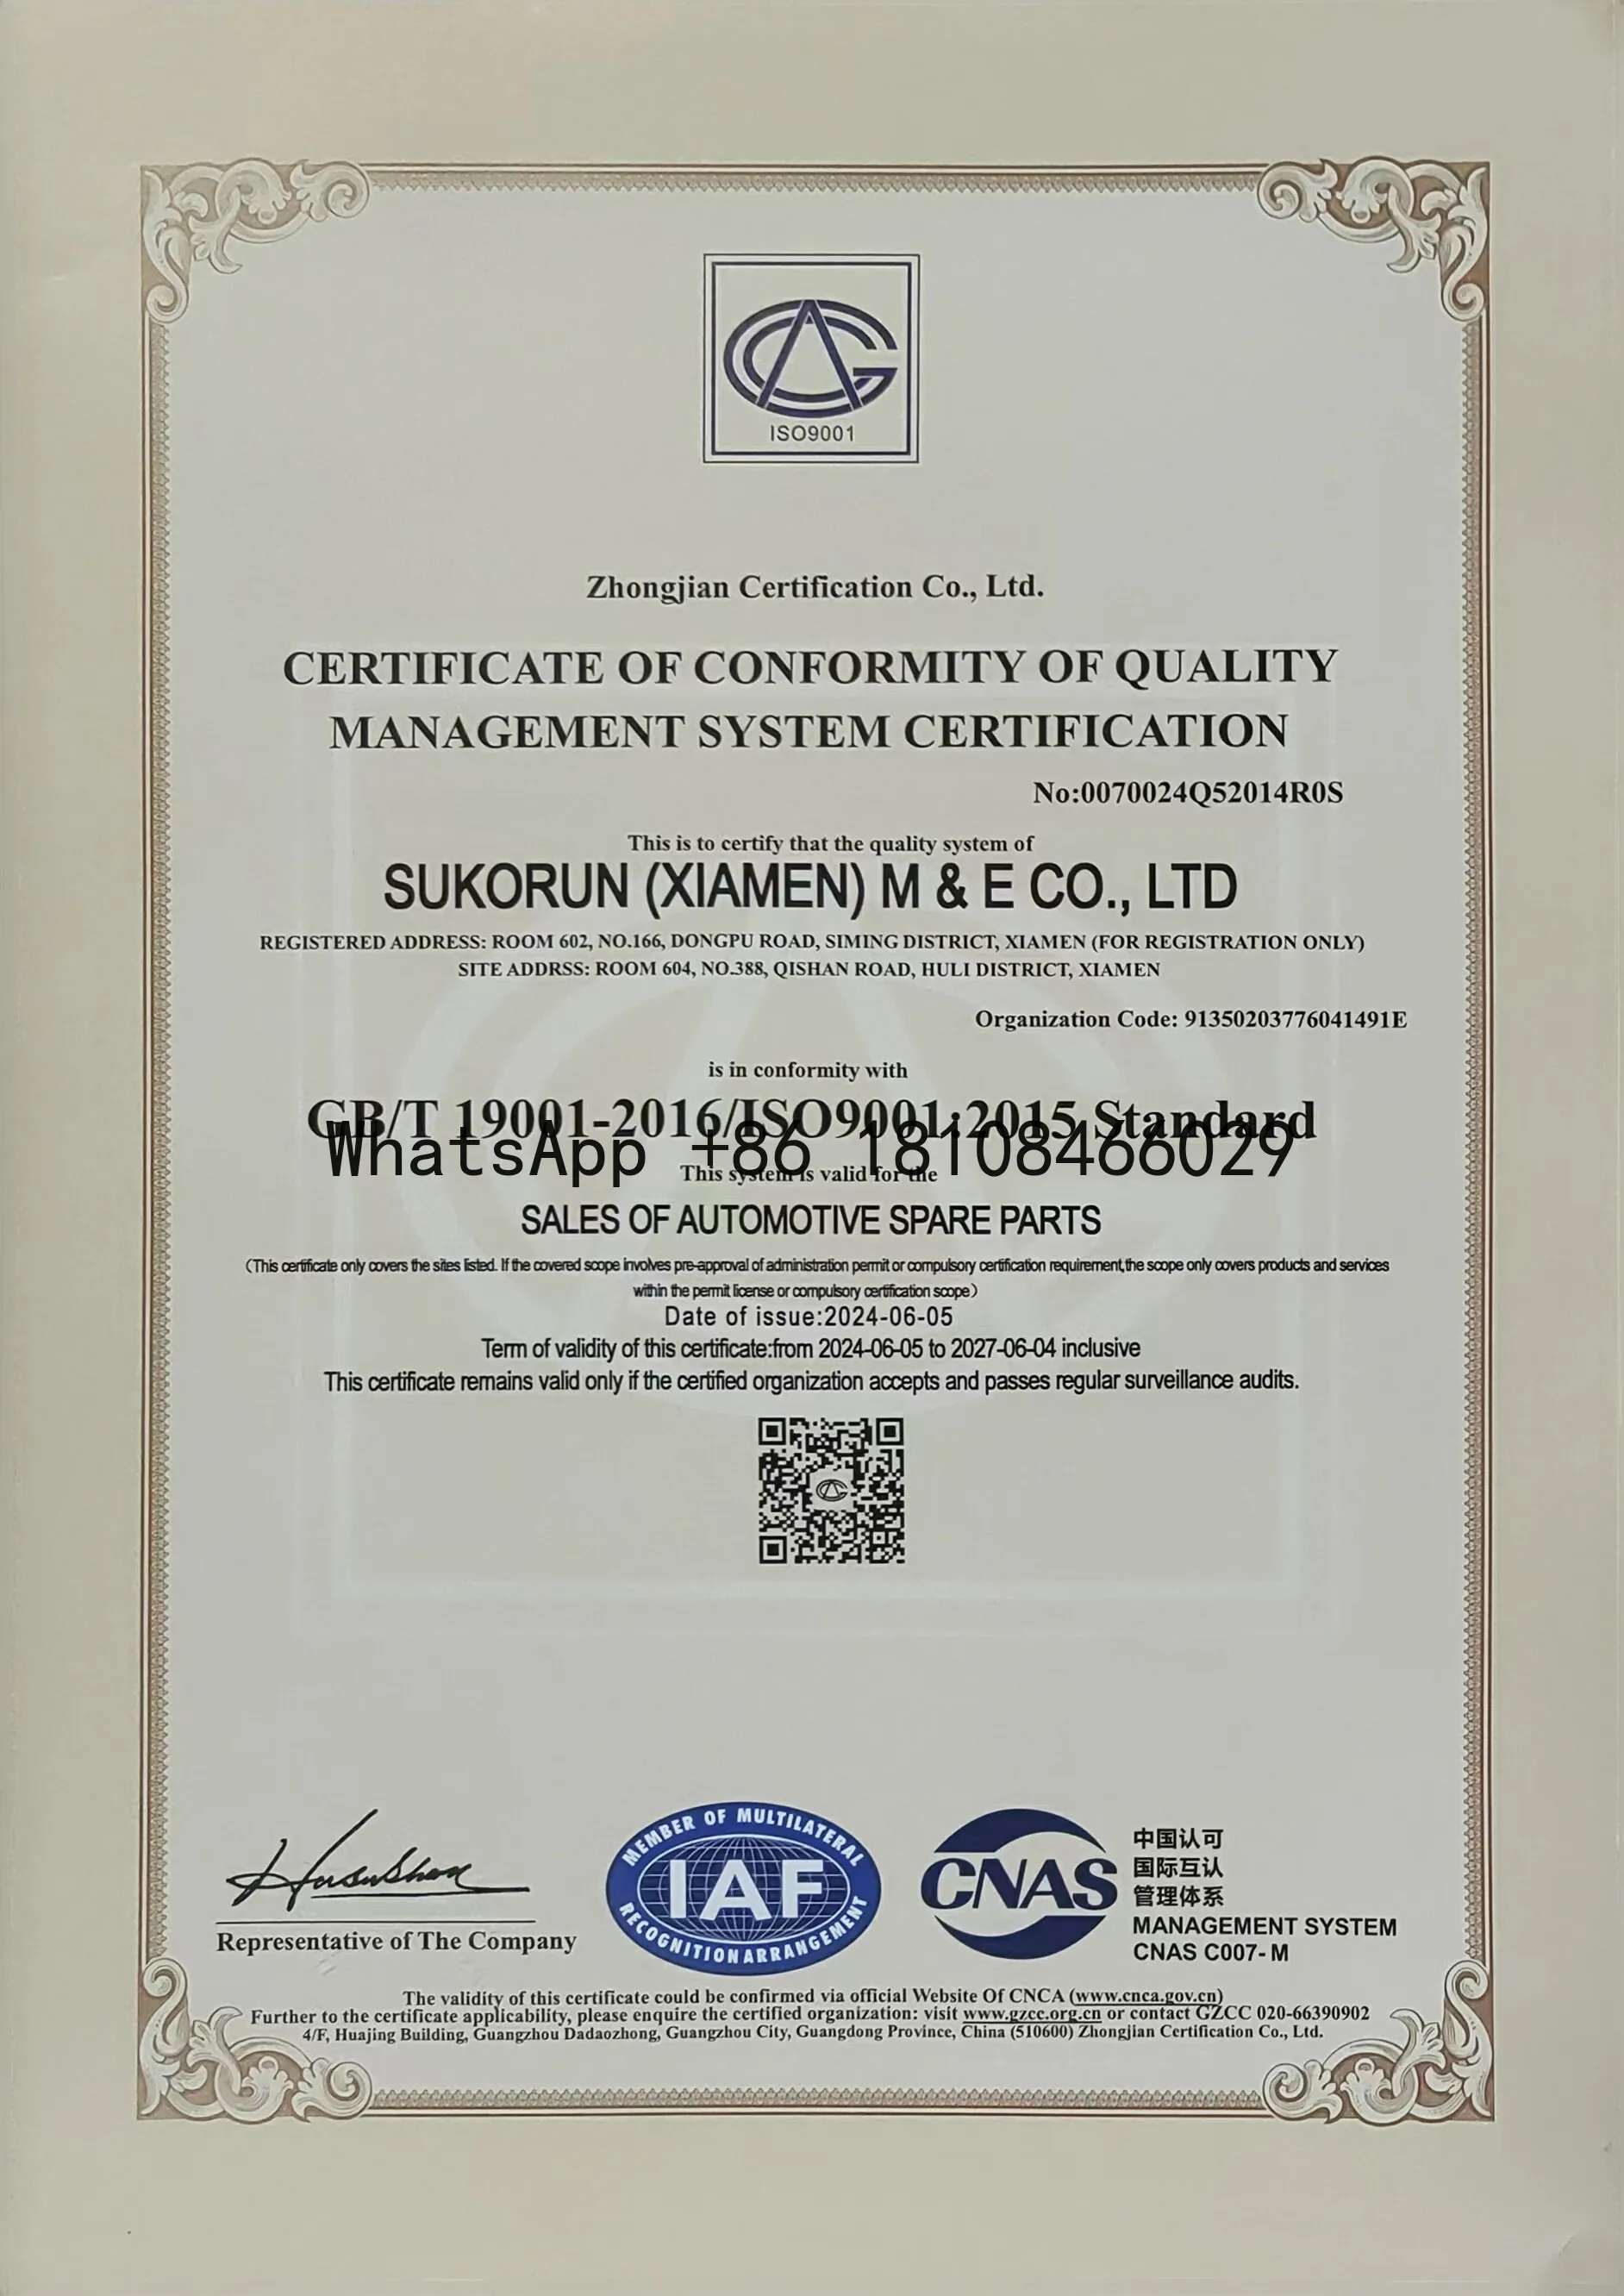 ISO9001
Zhongjian Certification Co., Ltd.
CERTIFICATE OF CONFORMITY OF QUALITY
MANAGEMENT SYSTEM CERTIFICATION
No:0070024Q52014R0S
This is to certify that the quality system of
SUKORUN (XIAMEN) M & E CO., LTD
REGISTERED ADDRESS: ROOM 602, NO.166, DONGPU ROAD, SIMING DISTRICT, XIAMEN (FOR REGISTRATION ONLY)
SITE ADDRSS: ROOM 604, NO.388, QISHAN ROAD, HULI DISTRICT, XIAMEN
Organization Code: 91350203776041491E
is in conformity with
GB/T 19001-2016/ISO9001:2015 Standard
WhatsApp +86 18108466029
This system is valid for the
SALES OF AUTOMOTIVE SPARE PARTS
(This certificate only covers the sites listed. If the covered scope involves pre-approval of administration permit or compulsory certification requirement,the scope only covers products and services
within the permit license or compulsory certification scope)
Date of issue:2024-06-05
Term of validity of this certificate:from 2024-06-05 to 2027-06-04 inclusive
This certificate remains valid only if the certified organization accepts and passes regular surveillance audits.
Representative of The Company
MEMBER OF MULTILATERAL
IAF
RECOGNITION ARRANGEMENT
CNAS
中国认可
国际互认
管理体系
MANAGEMENT SYSTEM
CNAS C007-M
The validity of this certificate could be confirmed via official Website Of CNCA (www.cnca.gov.cn)
Further to the certificate applicability, please enquire the certified organization: visit www.gzcc.org.cn or contact GZCC 020-66390902
4/F, Huajing Building, Guangzhou Dadaozhong, Guangzhou City, Guangdong Province, China (510600) Zhongjian Certification Co., Ltd.